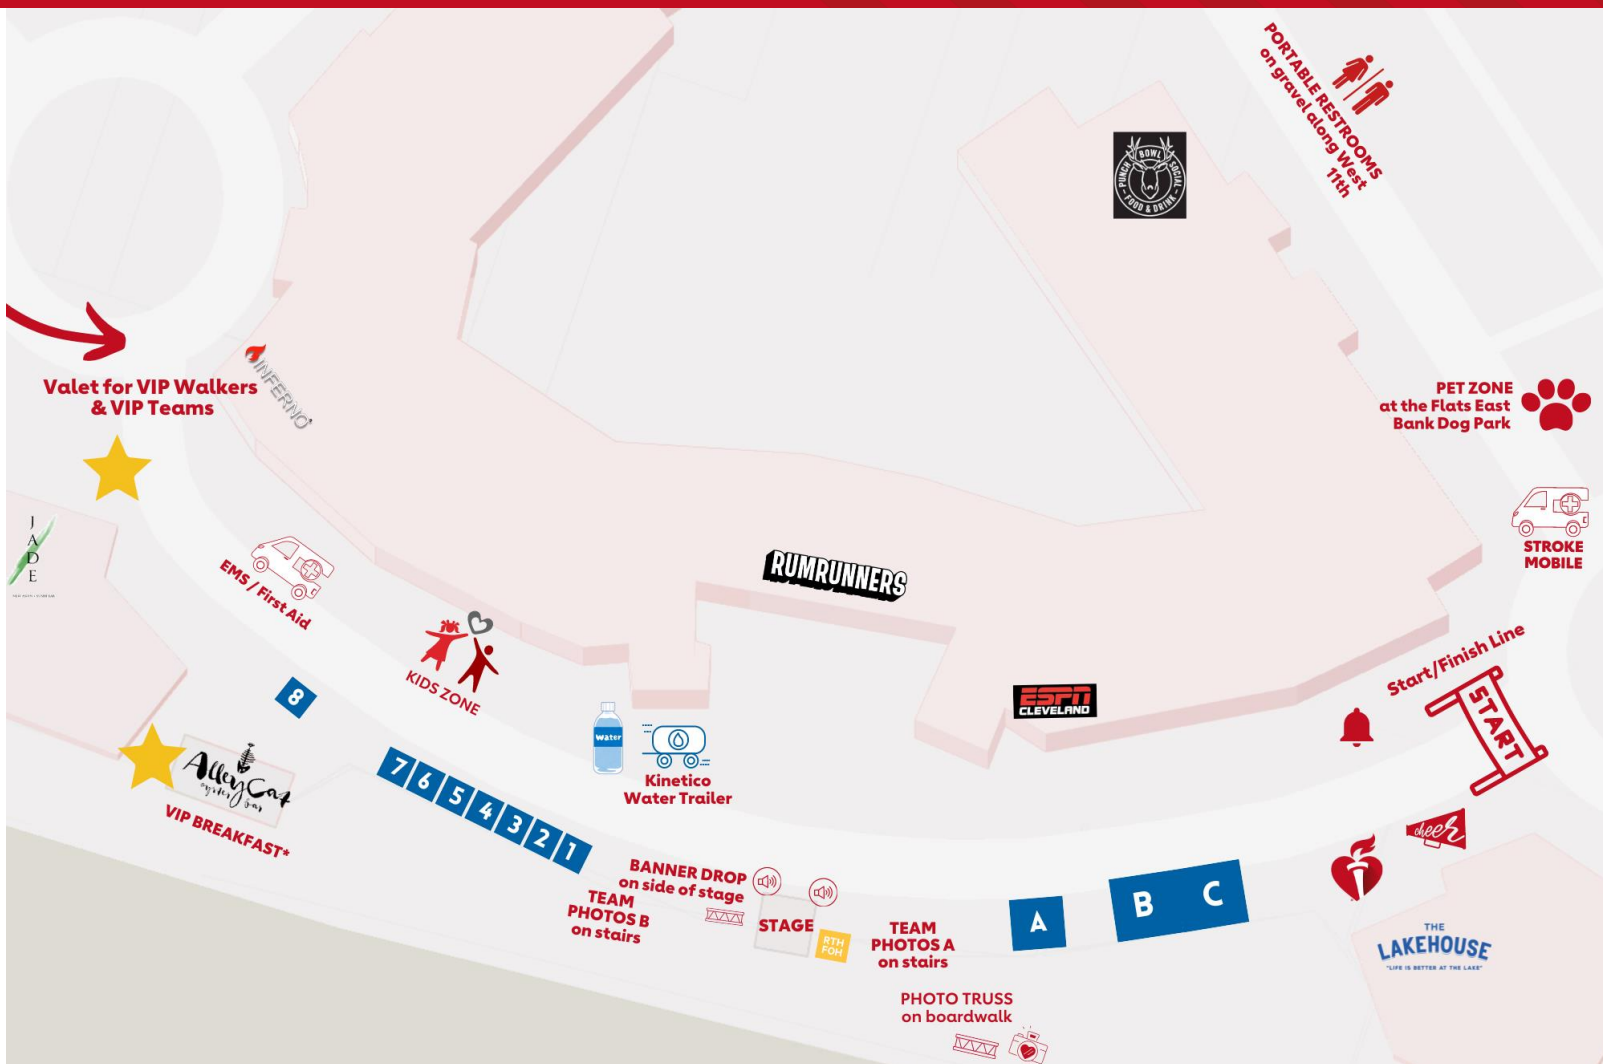 PORTABLE RESTROOMS
on gravel along West
11th
PUNCH BOWL SOCIAL
FOOD & DRINK
INFERNO
Valet for VIP Walkers
& VIP Teams
PET ZONE
at the Flats East
Bank Dog Park
JADE
STROKE
MOBILE
RUMRUNNERS
EMS / First Aid
KIDS ZONE
ESPN
CLEVELAND
Start/Finish Line
START
8
Water
Kinetico
Water Trailer
Alley Cat
oyster bar
VIP BREAKFAST*
7 6 5 4 3 2 1
cheer
BANNER DROP
on side of stage
TEAM
PHOTOS B
on stairs
STAGE
RTH
FOH
TEAM
PHOTOS A
on stairs
A
B C
THE
LAKEHOUSE
"LIFE IS BETTER AT THE LAKE"
PHOTO TRUSS
on boardwalk